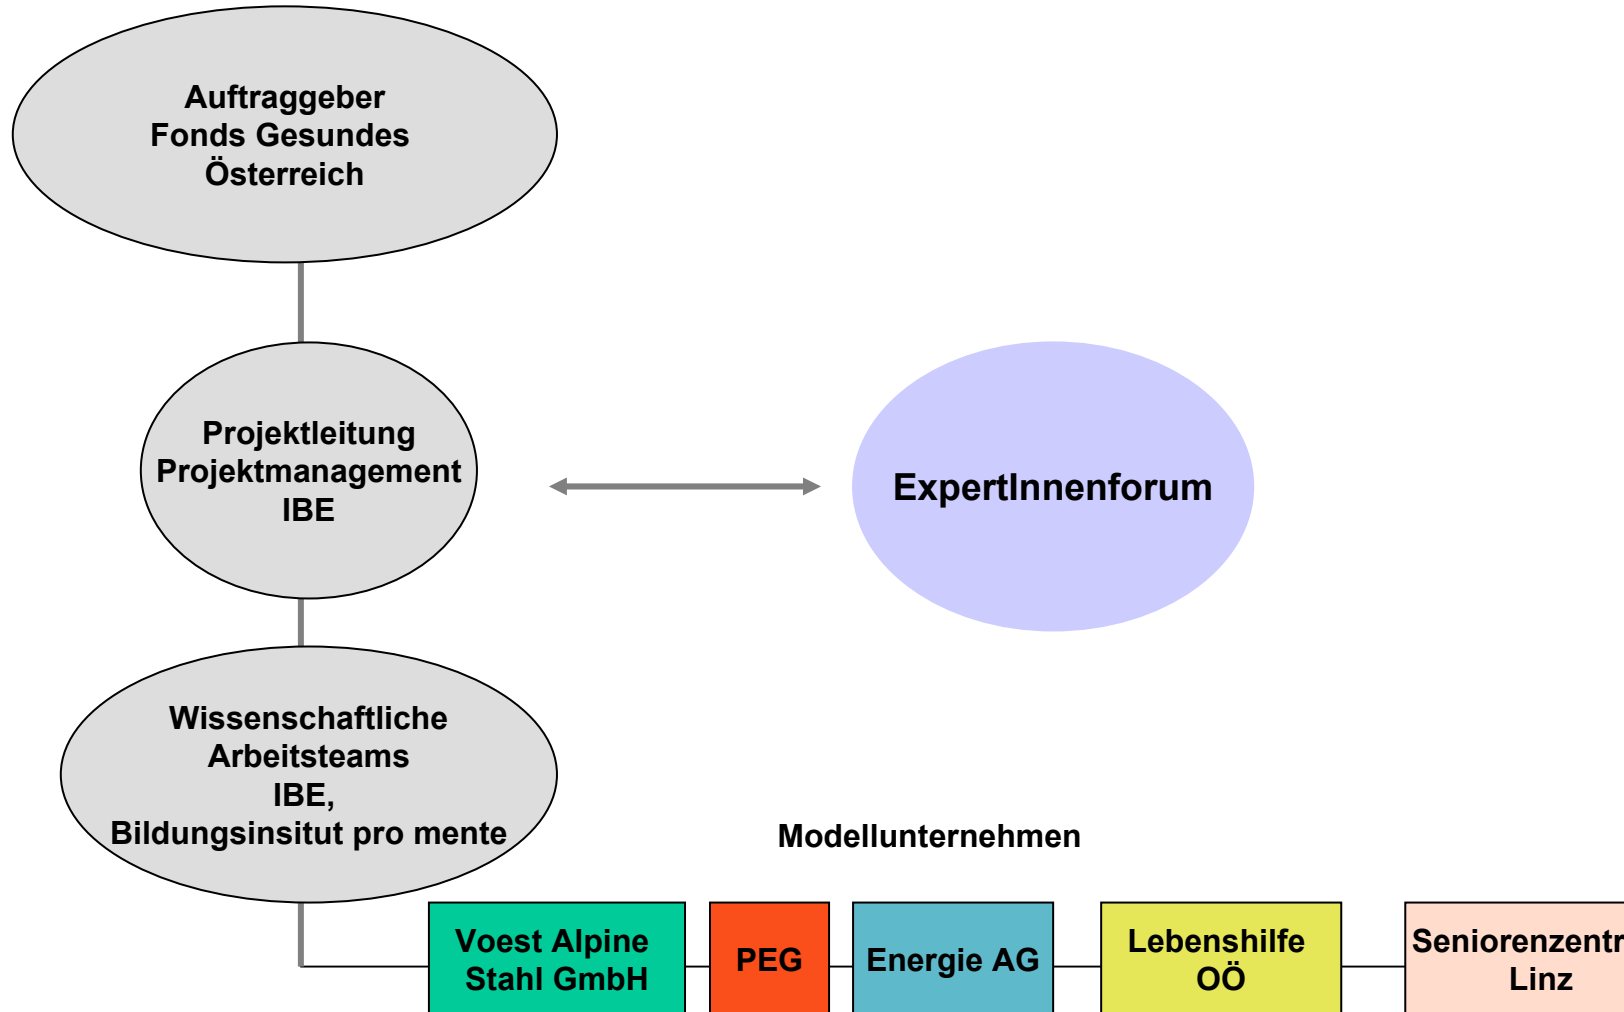 Auftraggeber
Fonds Gesundes
Österreich
Projektleitung
Projektmanagement
IBE
ExpertInnenforum
Wissenschaftliche
Arbeitsteams
IBE,
Bildungsinsitut pro mente
Modellunternehmen
Voest Alpine
Stahl GmbH
PEG
Energie AG
Lebenshilfe
OÖ
Seniorenzentr
Linz